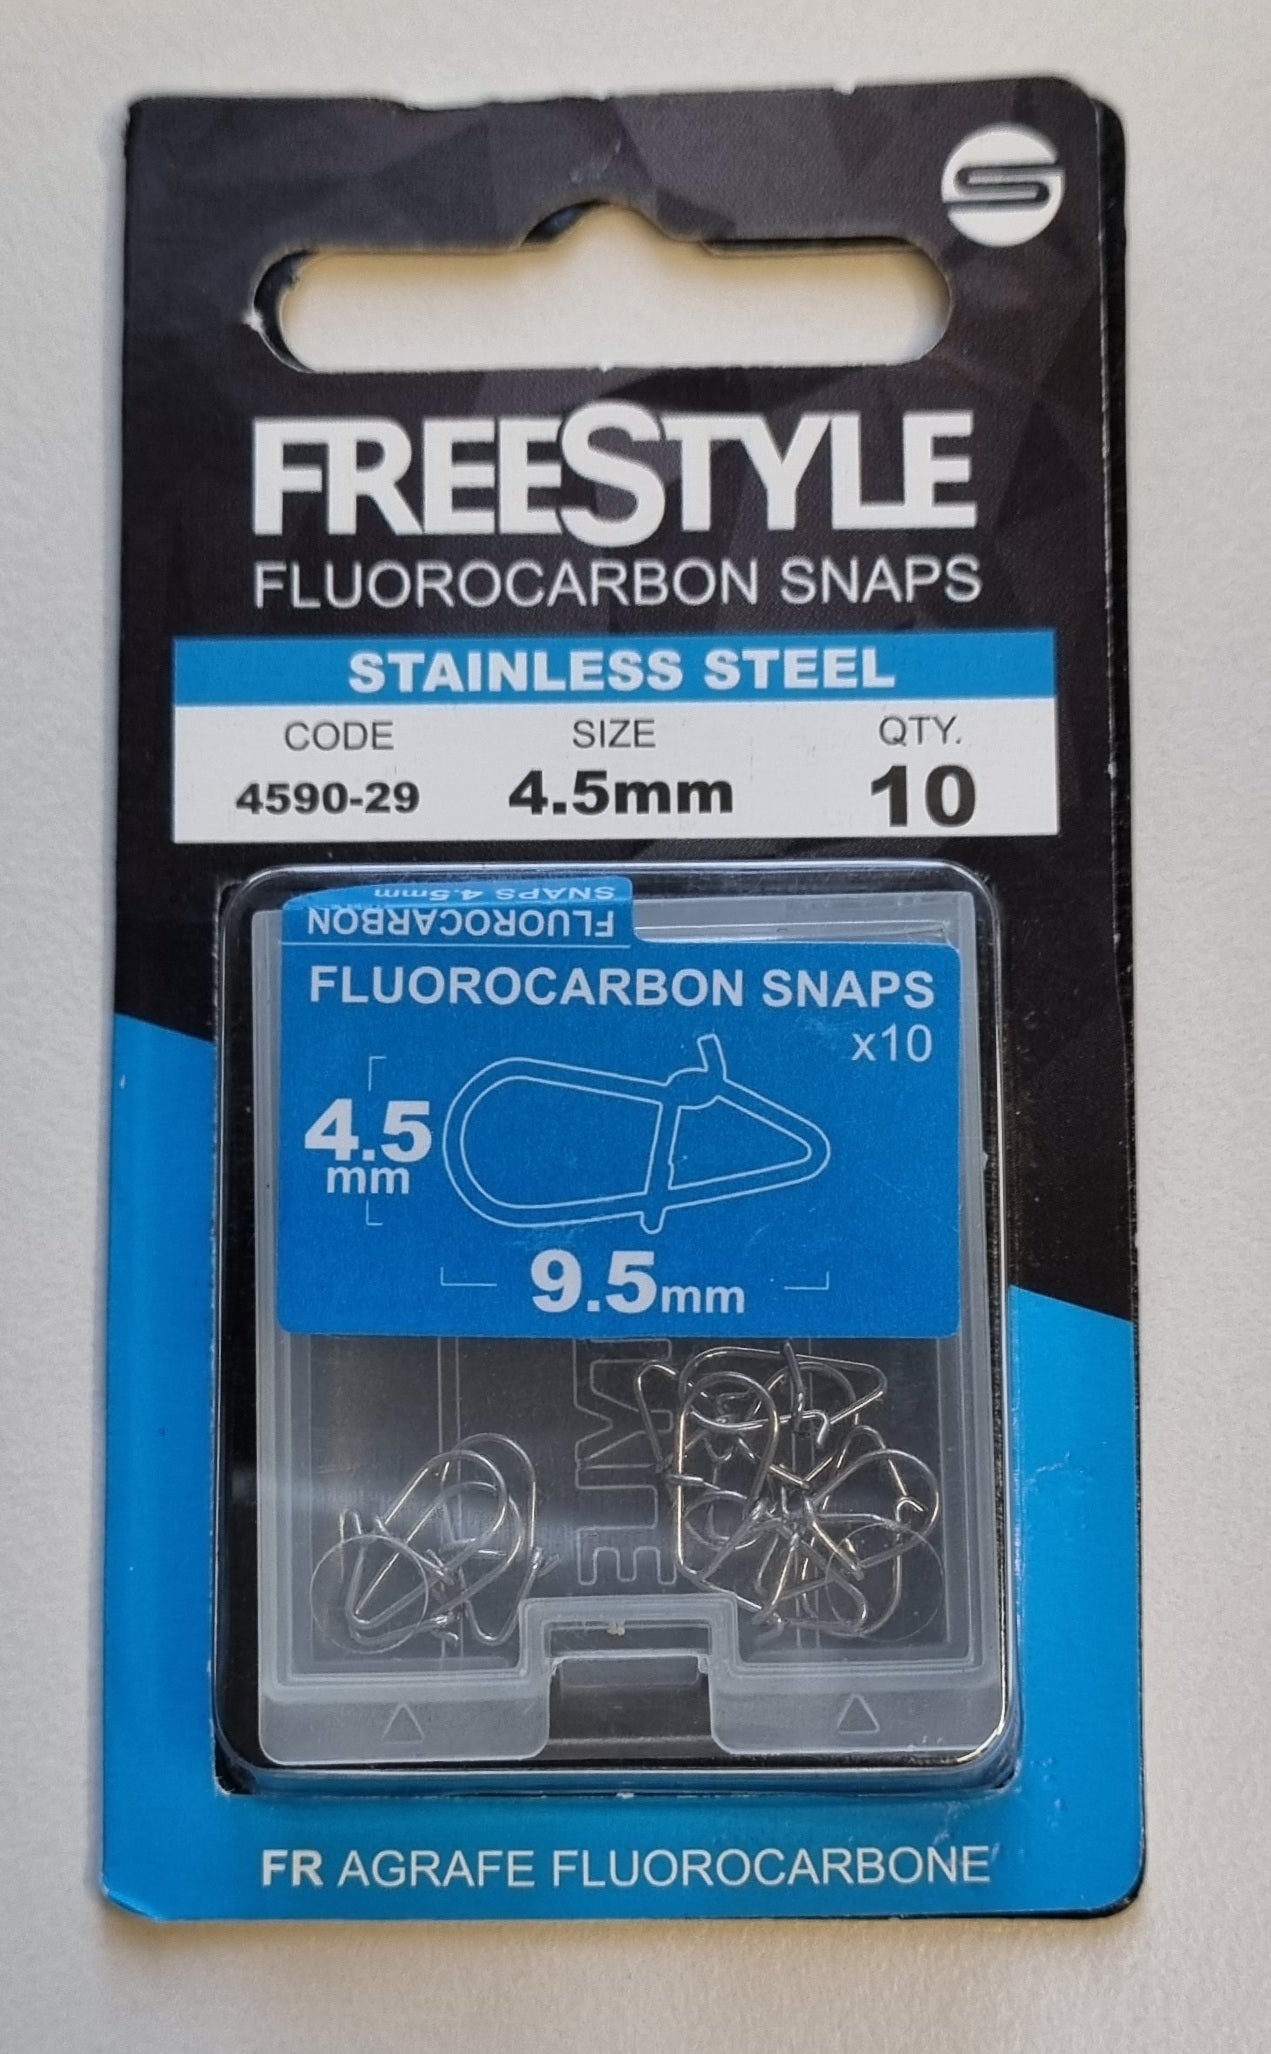 FREESTYLE
FLUOROCARBON SNAPS
STAINLESS STEEL
CODE SIZE QTY.
4590-29 4.5mm 10
SNAPS 4.5mm
FLUOROCARBON
FLUOROCARBON SNAPS
x10
4.5
mm
9.5mm
FR AGRAFE FLUOROCARBONE